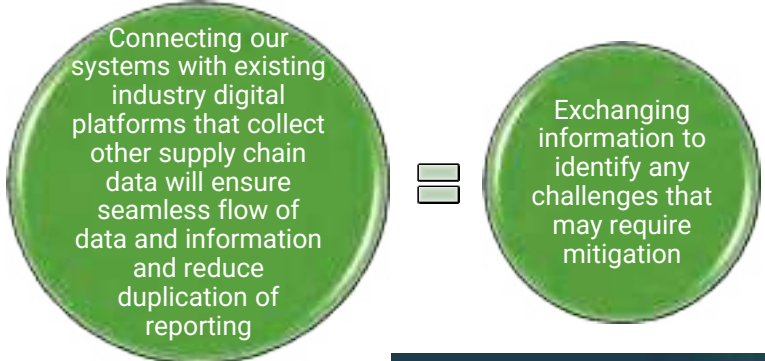 Connecting our
systems with existing
industry digital
platforms that collect
other supply chain
data will ensure
seamless flow of
data and information
and reduce
duplication of
reporting
Exchanging
information to
identify any
challenges that
may require
mitigation